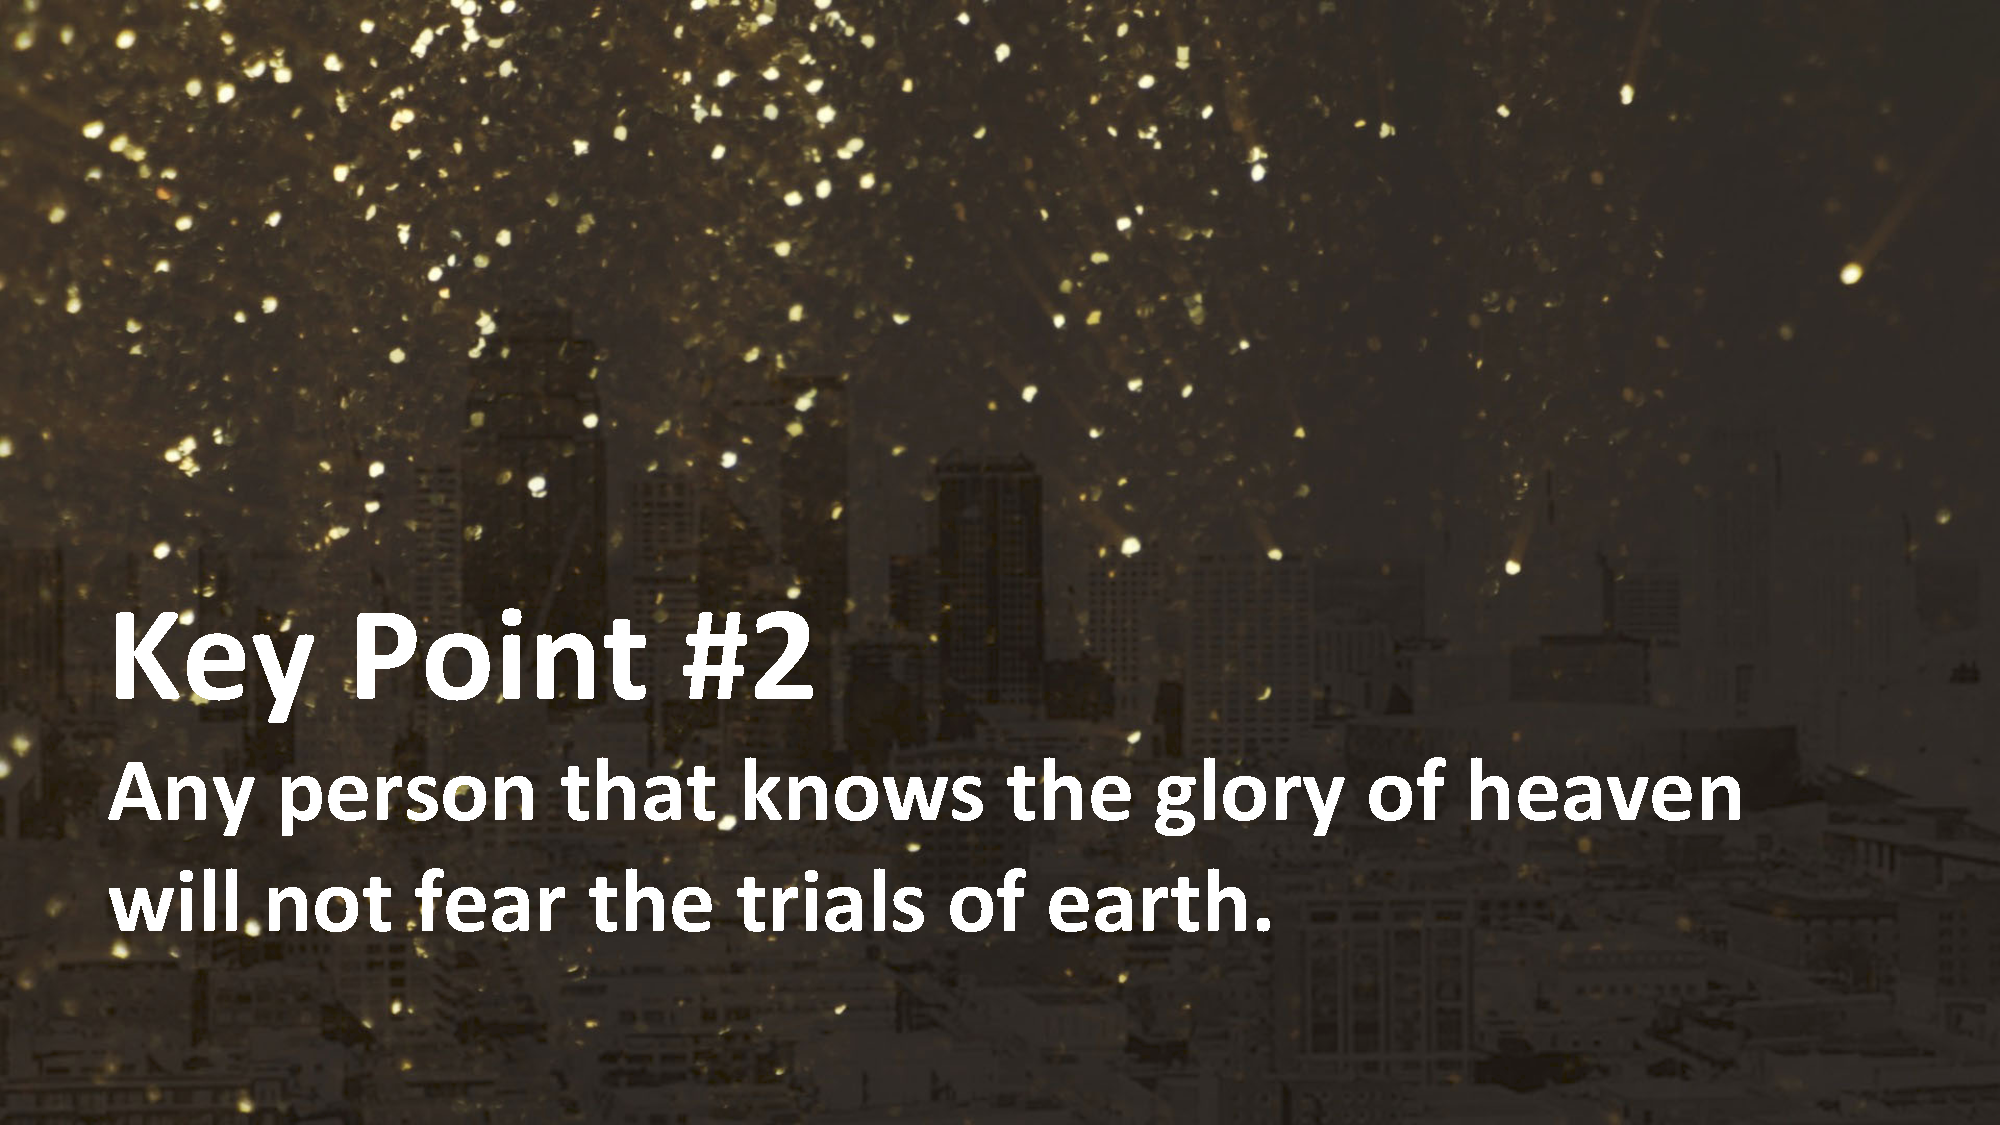 Key Point #2
Any person that knows the glory of heaven
will not fear the trials of earth.